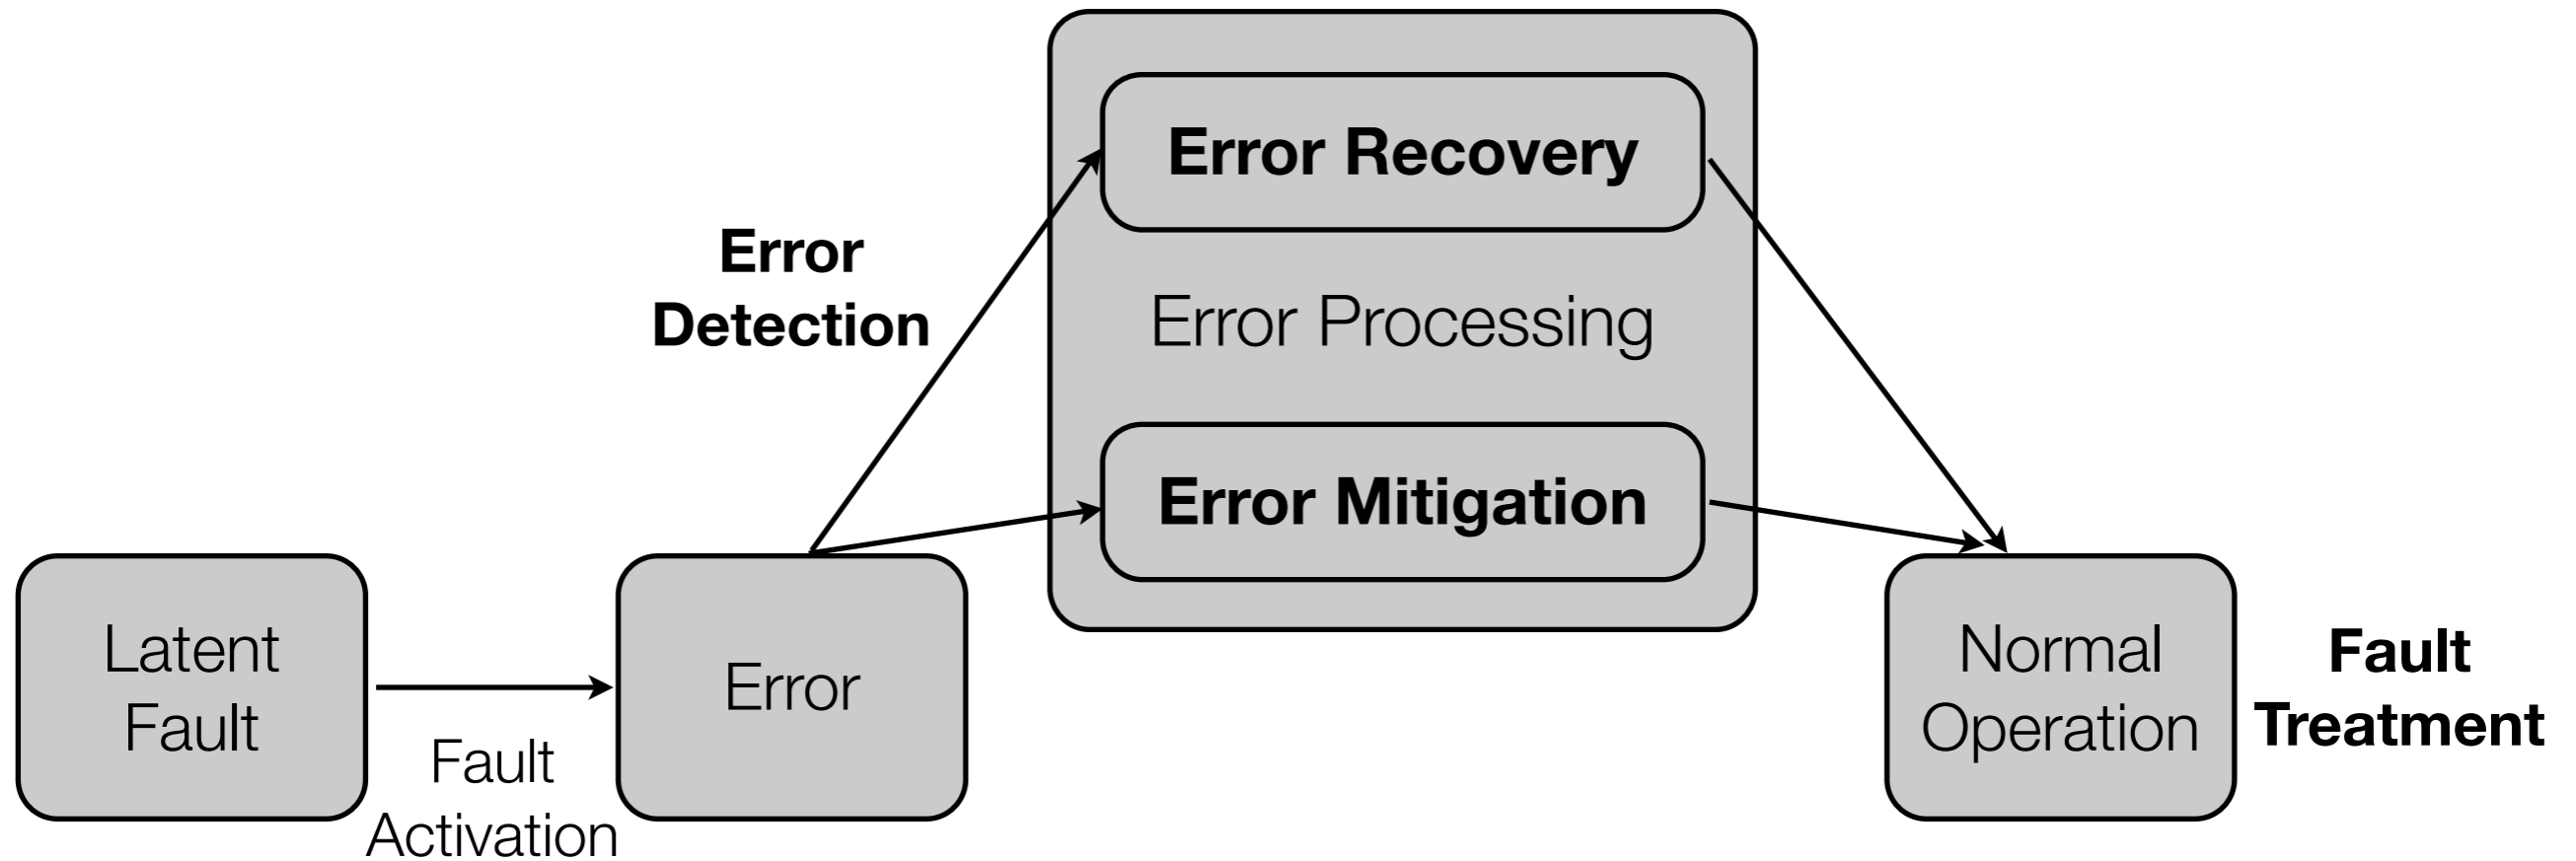 Latent
Fault
Fault
Activation
Error
Error
Detection
Error Recovery
Error Processing
Error Mitigation
Normal
Operation
Fault
Treatment